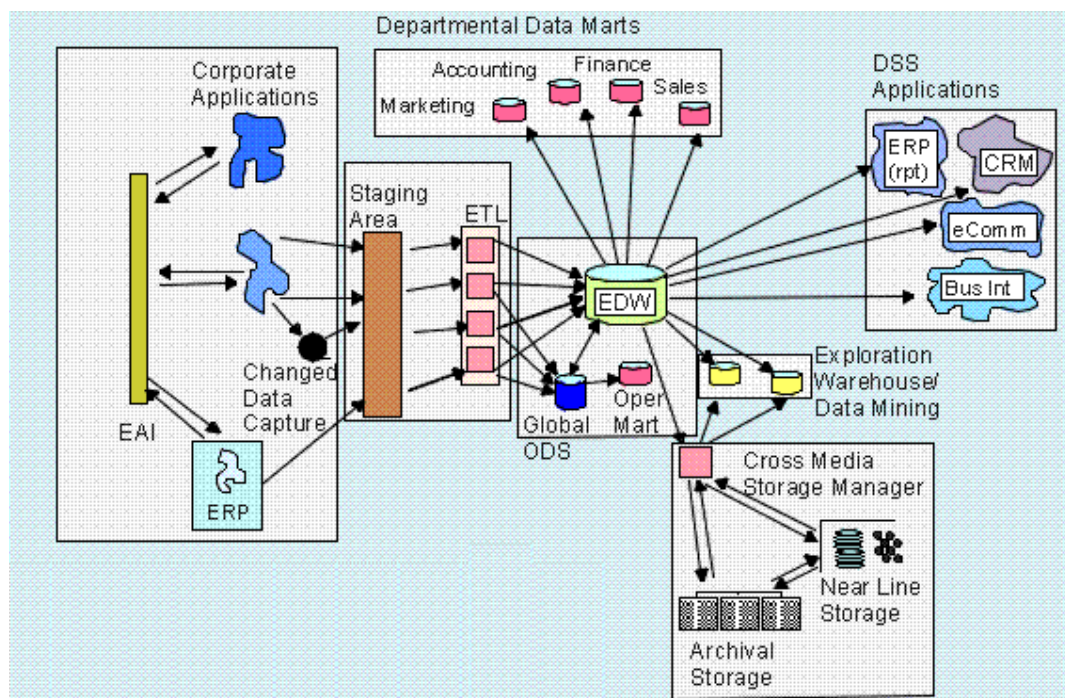 Departmental Data Marts
Corporate
Applications
Accounting
Finance
Marketing
Sales
DSS
Applications
ERP
(rpt)
CRM
eComm
Bus Int
Staging
Area
ETL
EDW
Changed
Data
Capture
EAI
ERP
Global
ODS
Oper
Mart
Exploration
Warehouse/
Data Mining
Cross Media
Storage Manager
Near Line
Storage
Archival
Storage